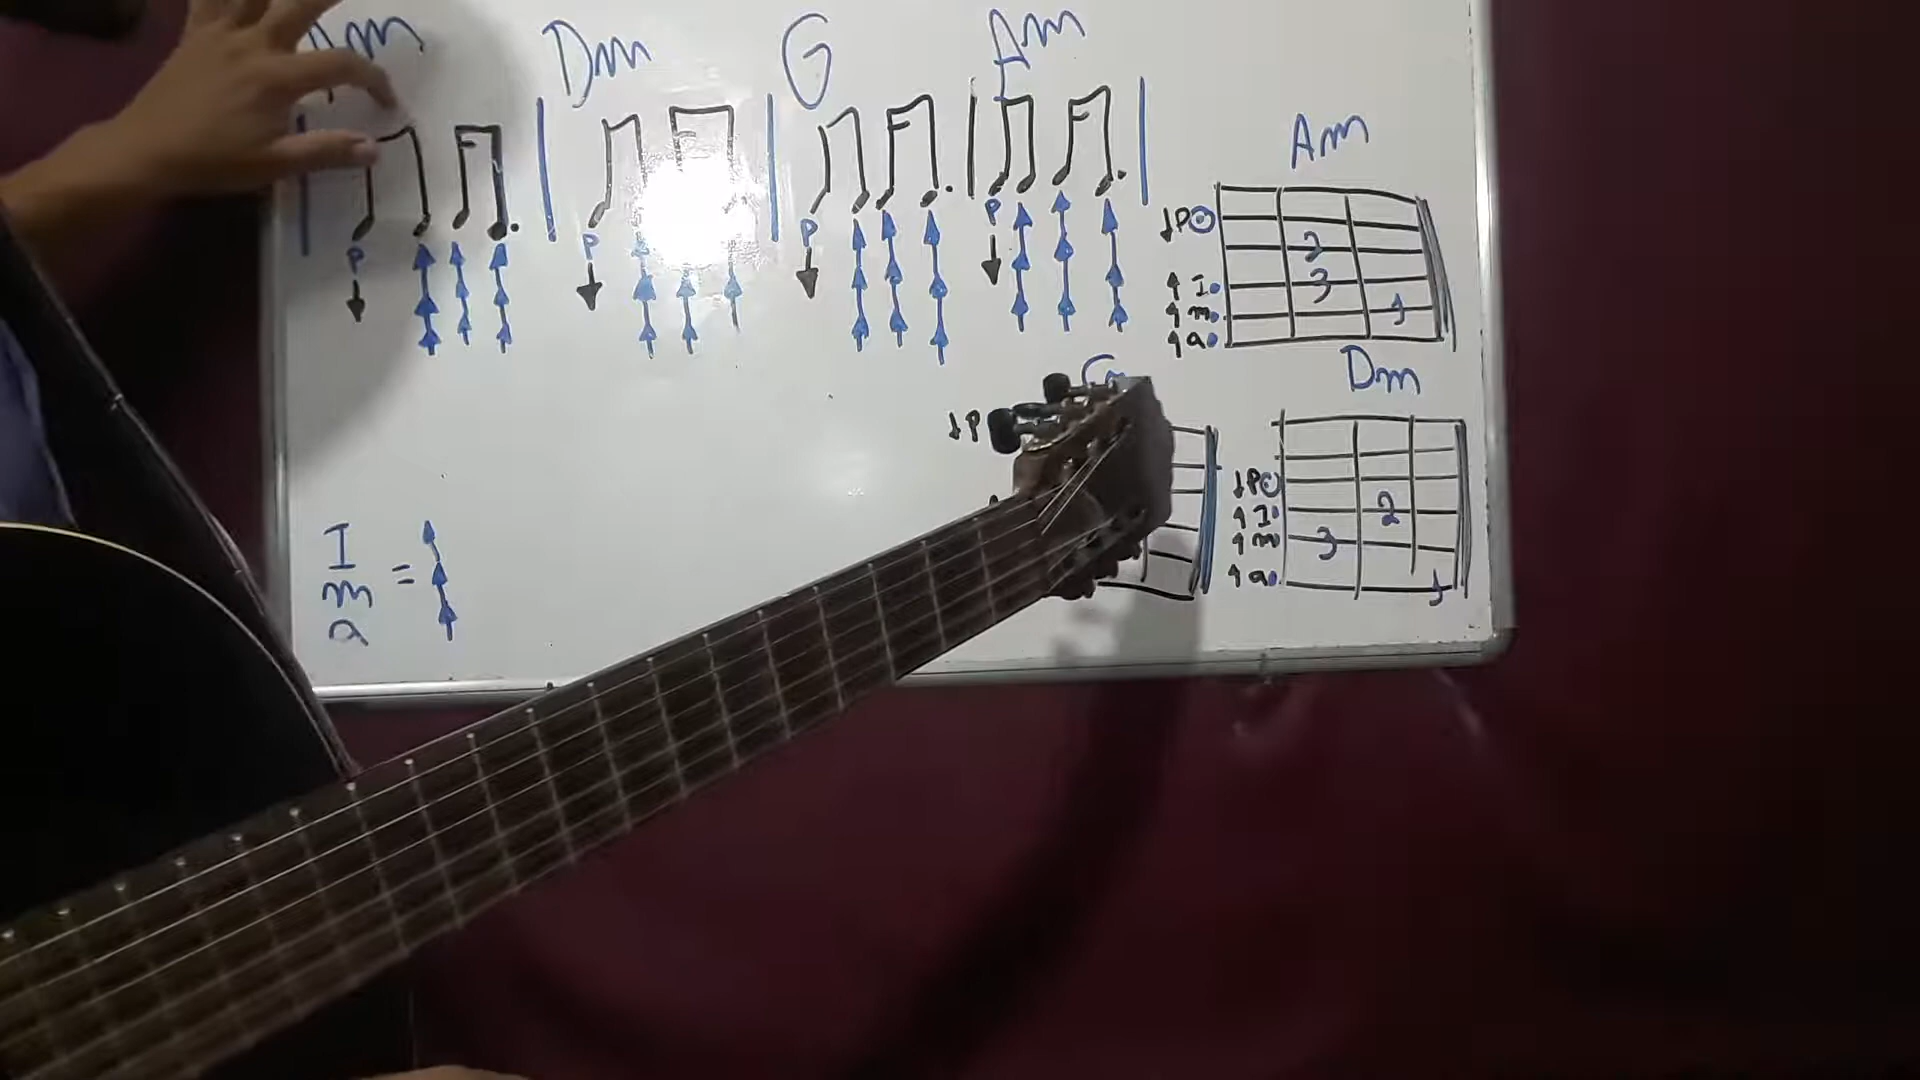 Am Dm G Am
P P P P
Am
↓P
2
↑I 3
↑m 1
↑a
Dm
↓P
↓P
↑I 2
↑m 3
↑a 1
I
m =
a